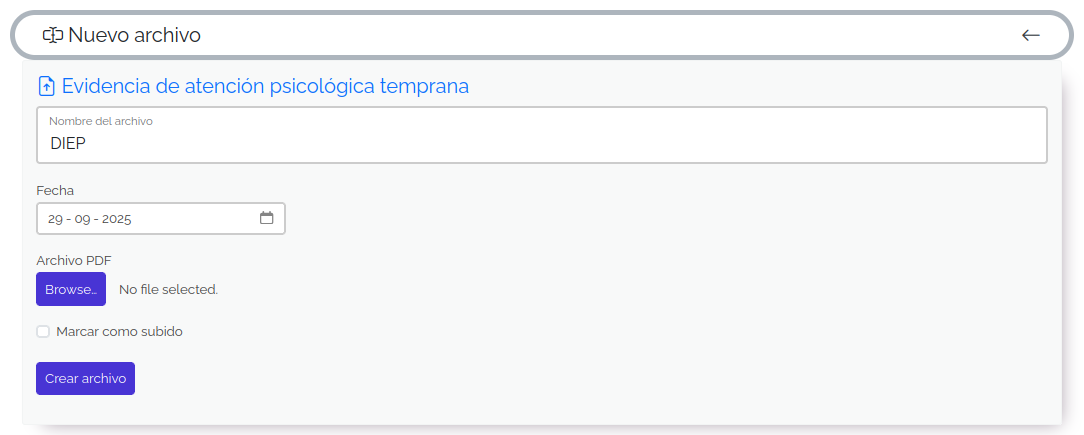 Nuevo archivo
Evidencia de atención psicológica temprana
Nombre del archivo
DIEP
Fecha
29 - 09 - 2025
Archivo PDF
Browse... No file selected.
Marcar como subido
Crear archivo